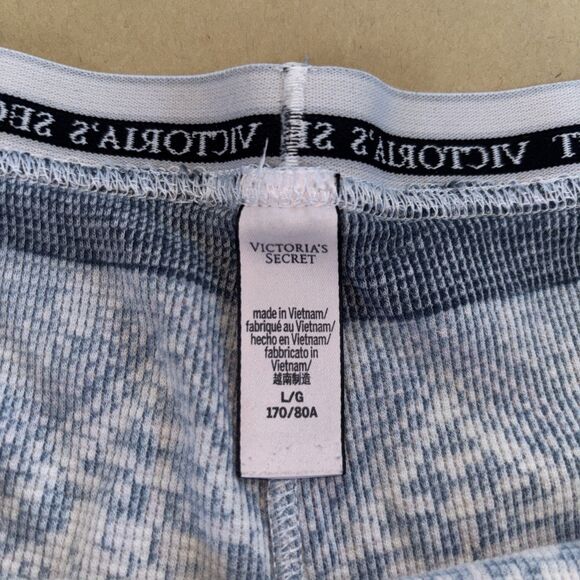 VICTORIA'S SEC
VICTORIA'S S
VICTORIA'S SEC
T
VICTORIA'S
SECRET
made in Vietnam/
fabriqué au Vietnam/
hecho en Vietnam/
fabbricato in
Vietnam/
越南制造
L/G
170/80A